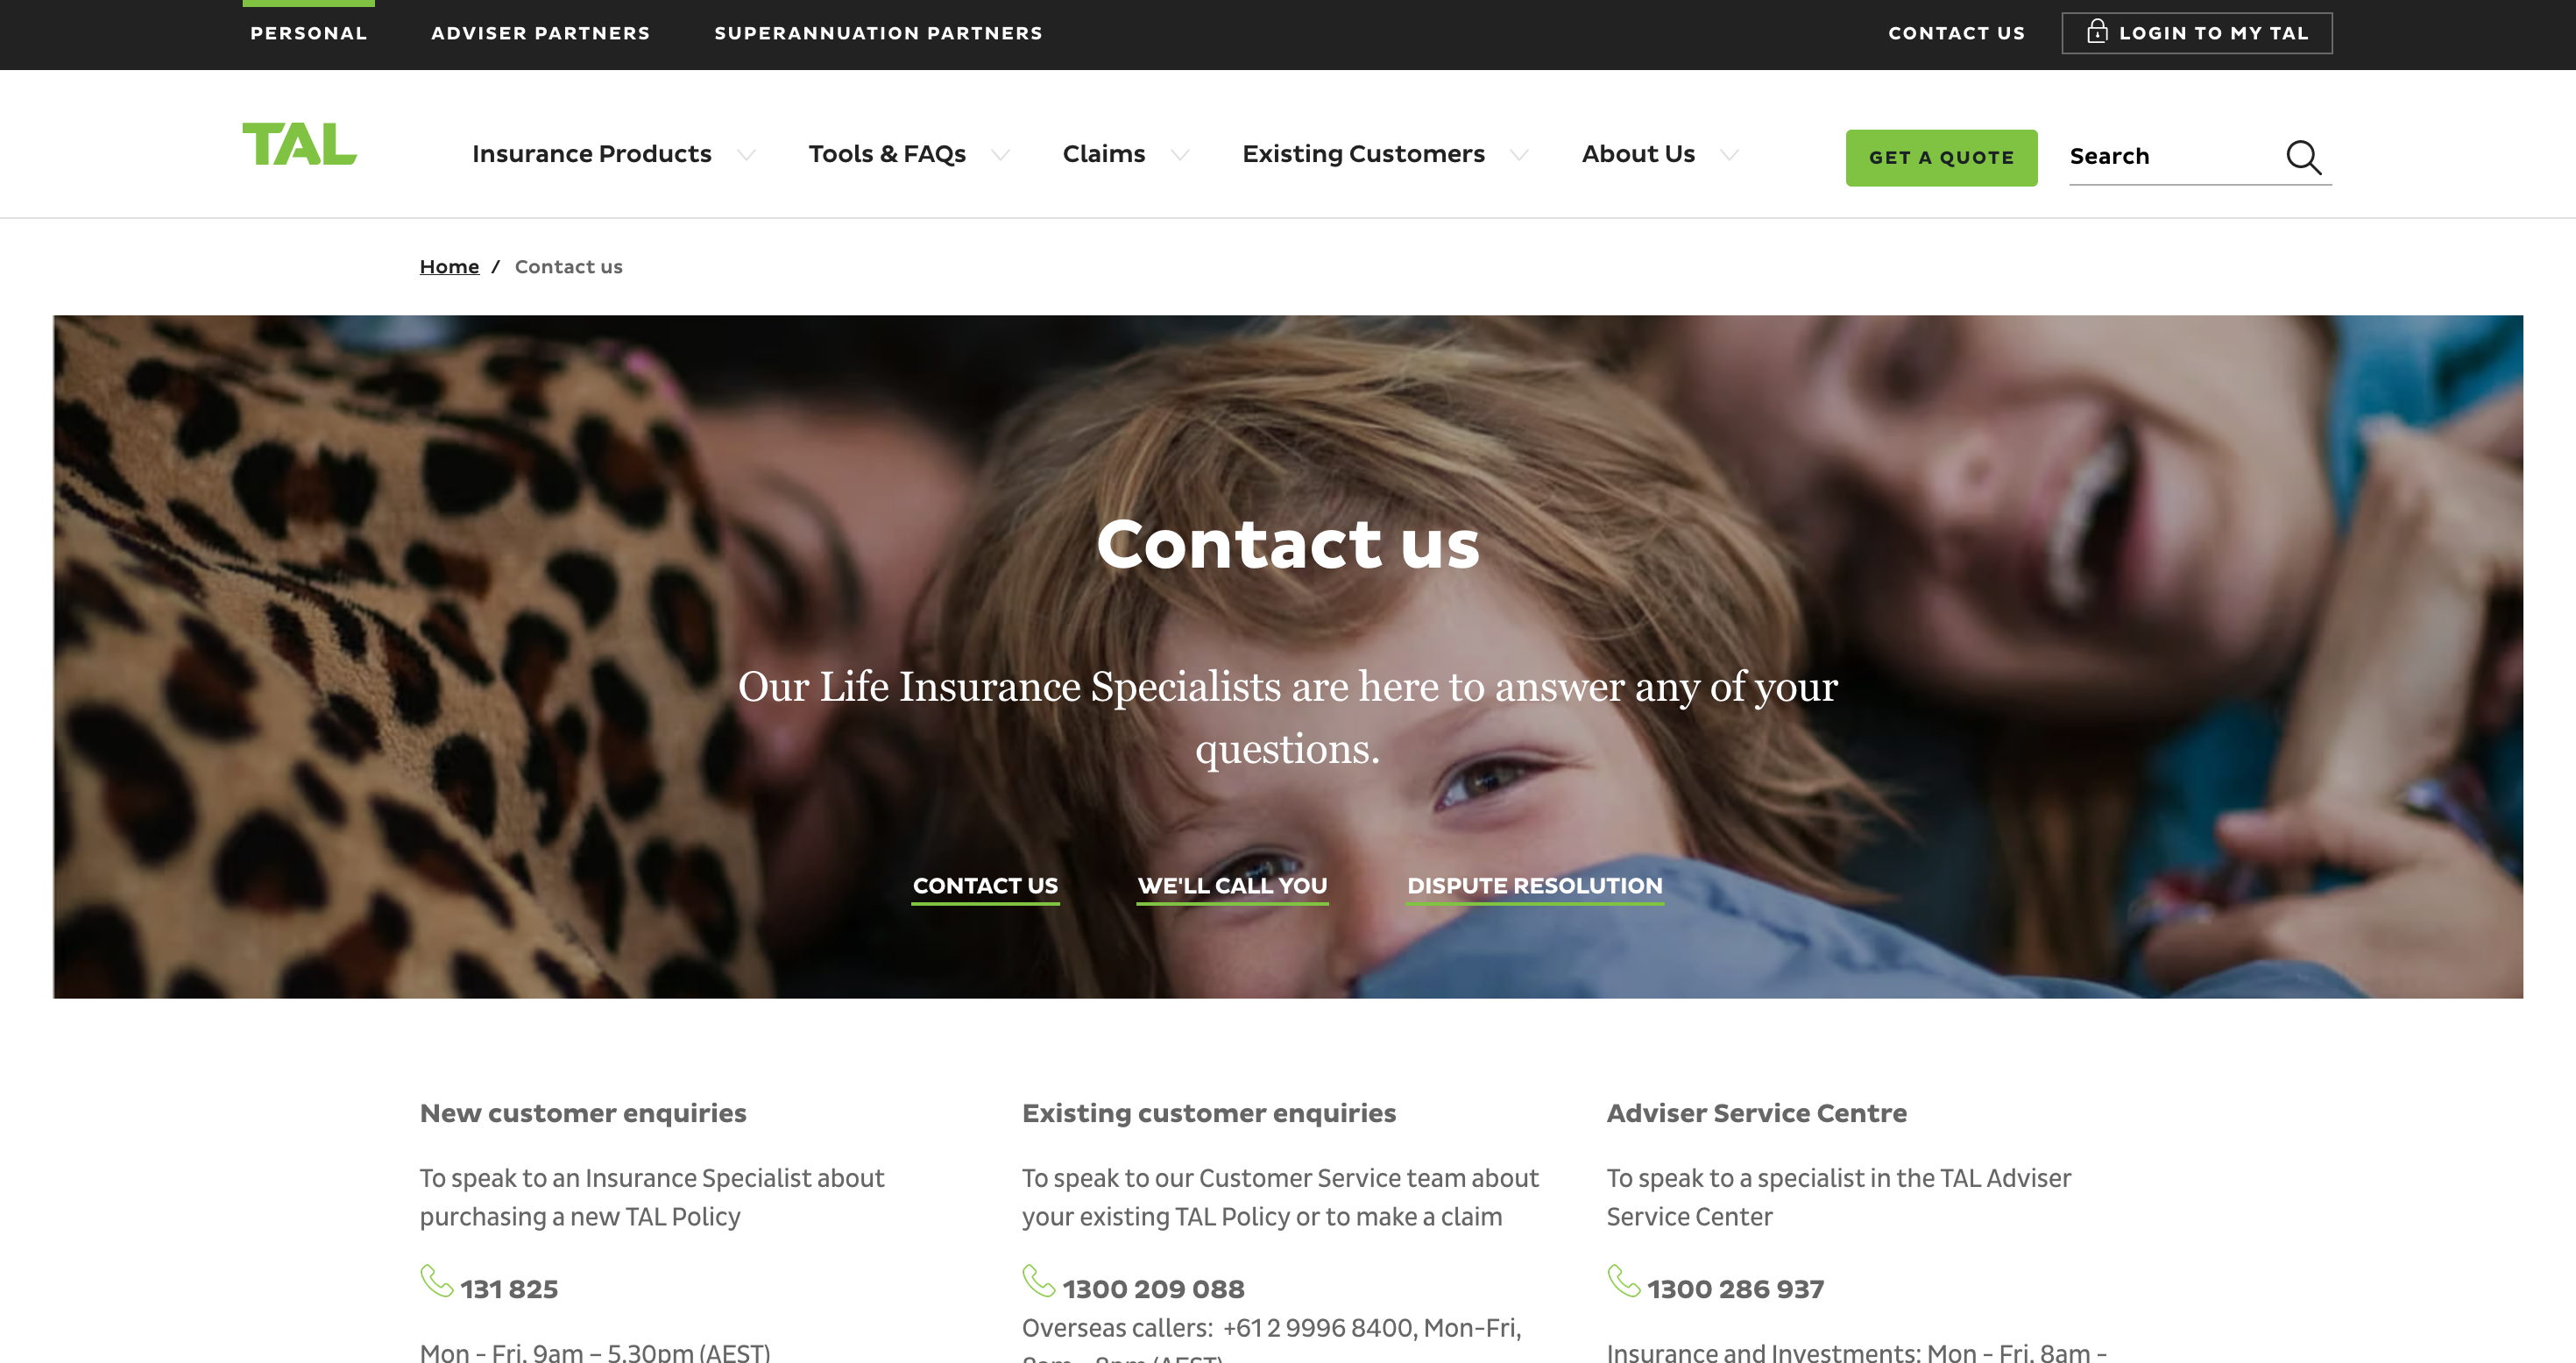 PERSONAL
ADVISER PARTNERS
SUPERANNUATION PARTNERS
CONTACT US
LOGIN TO MY TAL
TAL
Insurance Products
Tools & FAQs
Claims
Existing Customers
About Us
GET A QUOTE
Search
Home / Contact us
Contact us
Our Life Insurance Specialists are here to answer any of your
questions.
CONTACT US
WE'LL CALL YOU
DISPUTE RESOLUTION
New customer enquiries
To speak to an Insurance Specialist about
purchasing a new TAL Policy
131 825
Mon - Fri, 9am – 5.30pm (AEST)
Existing customer enquiries
To speak to our Customer Service team about
your existing TAL Policy or to make a claim
1300 209 088
Overseas callers: +61 2 9996 8400, Mon-Fri,
Adviser Service Centre
To speak to a specialist in the TAL Adviser
Service Center
1300 286 937
Insurance and Investments: Mon - Fri, 8am -